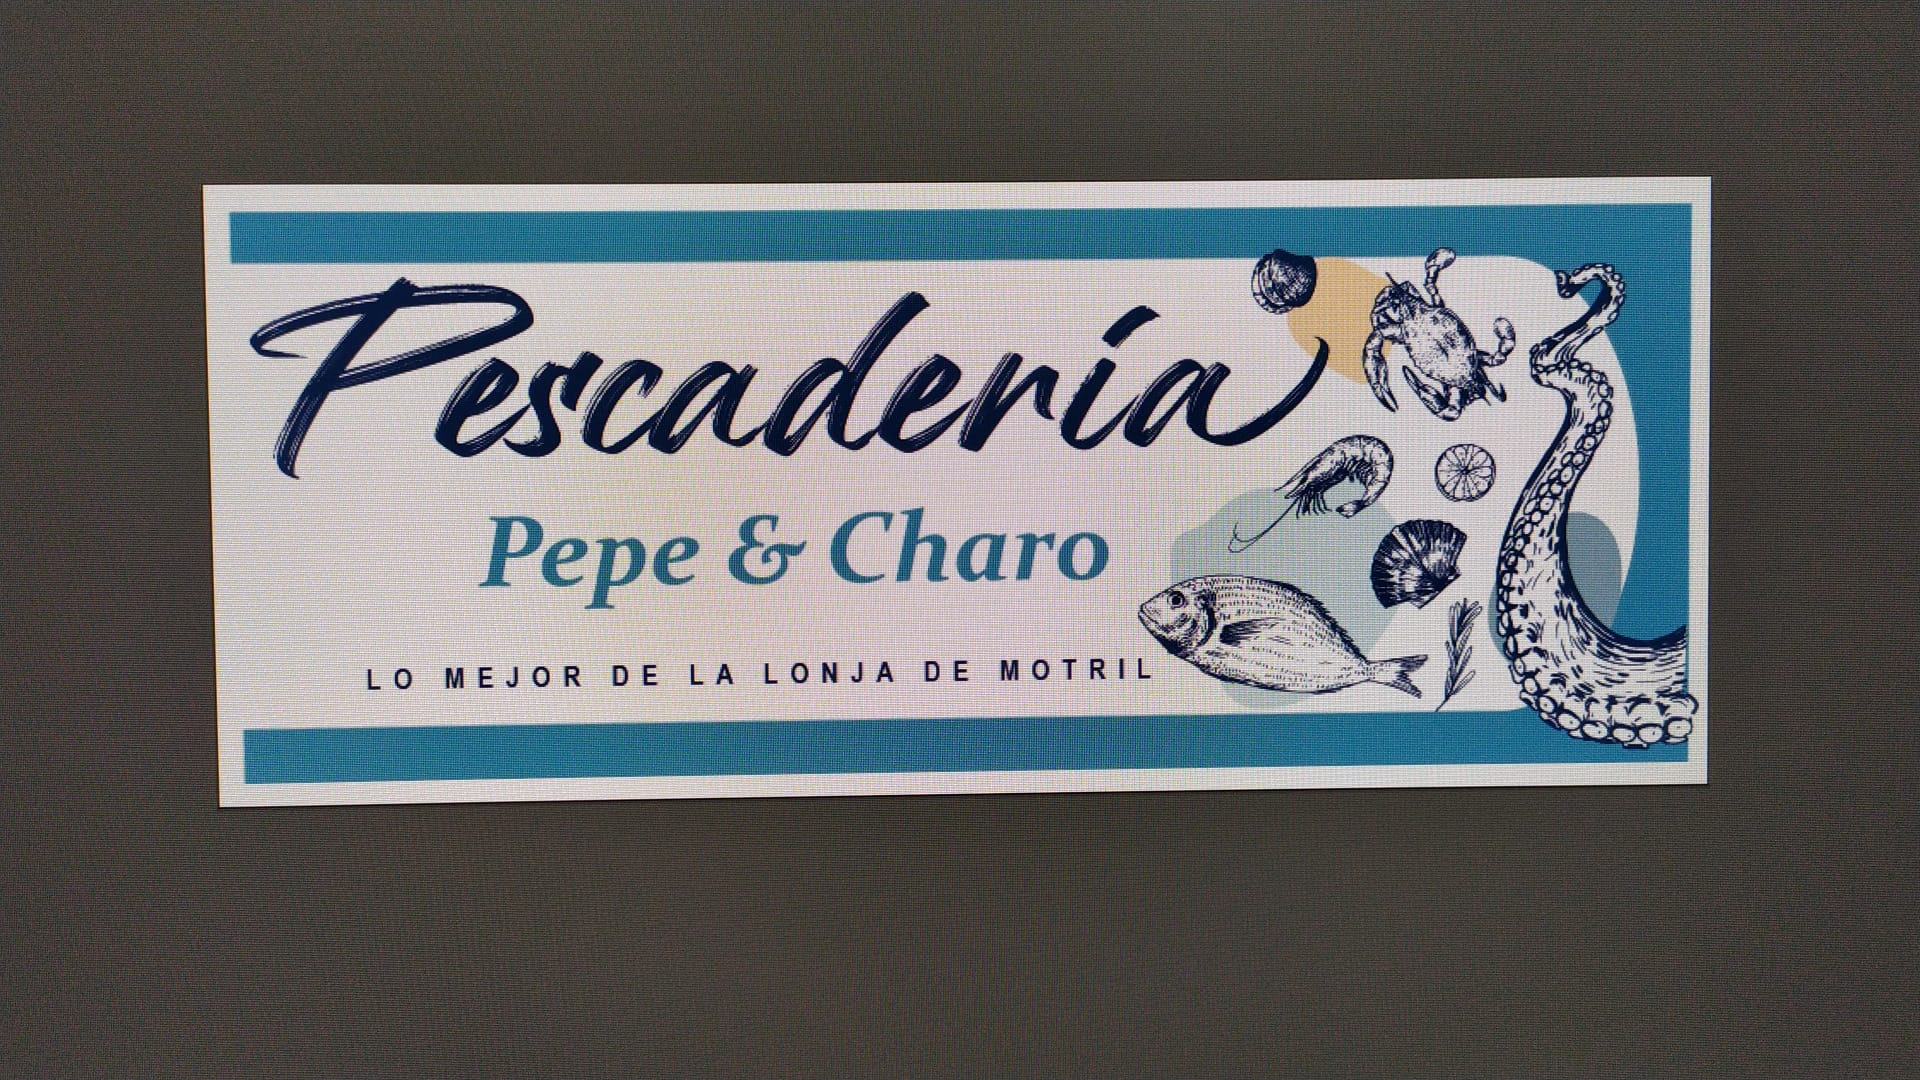 Pescadería
Pepe & Charo
LO MEJOR DE LA LONJA DE MOTRIL